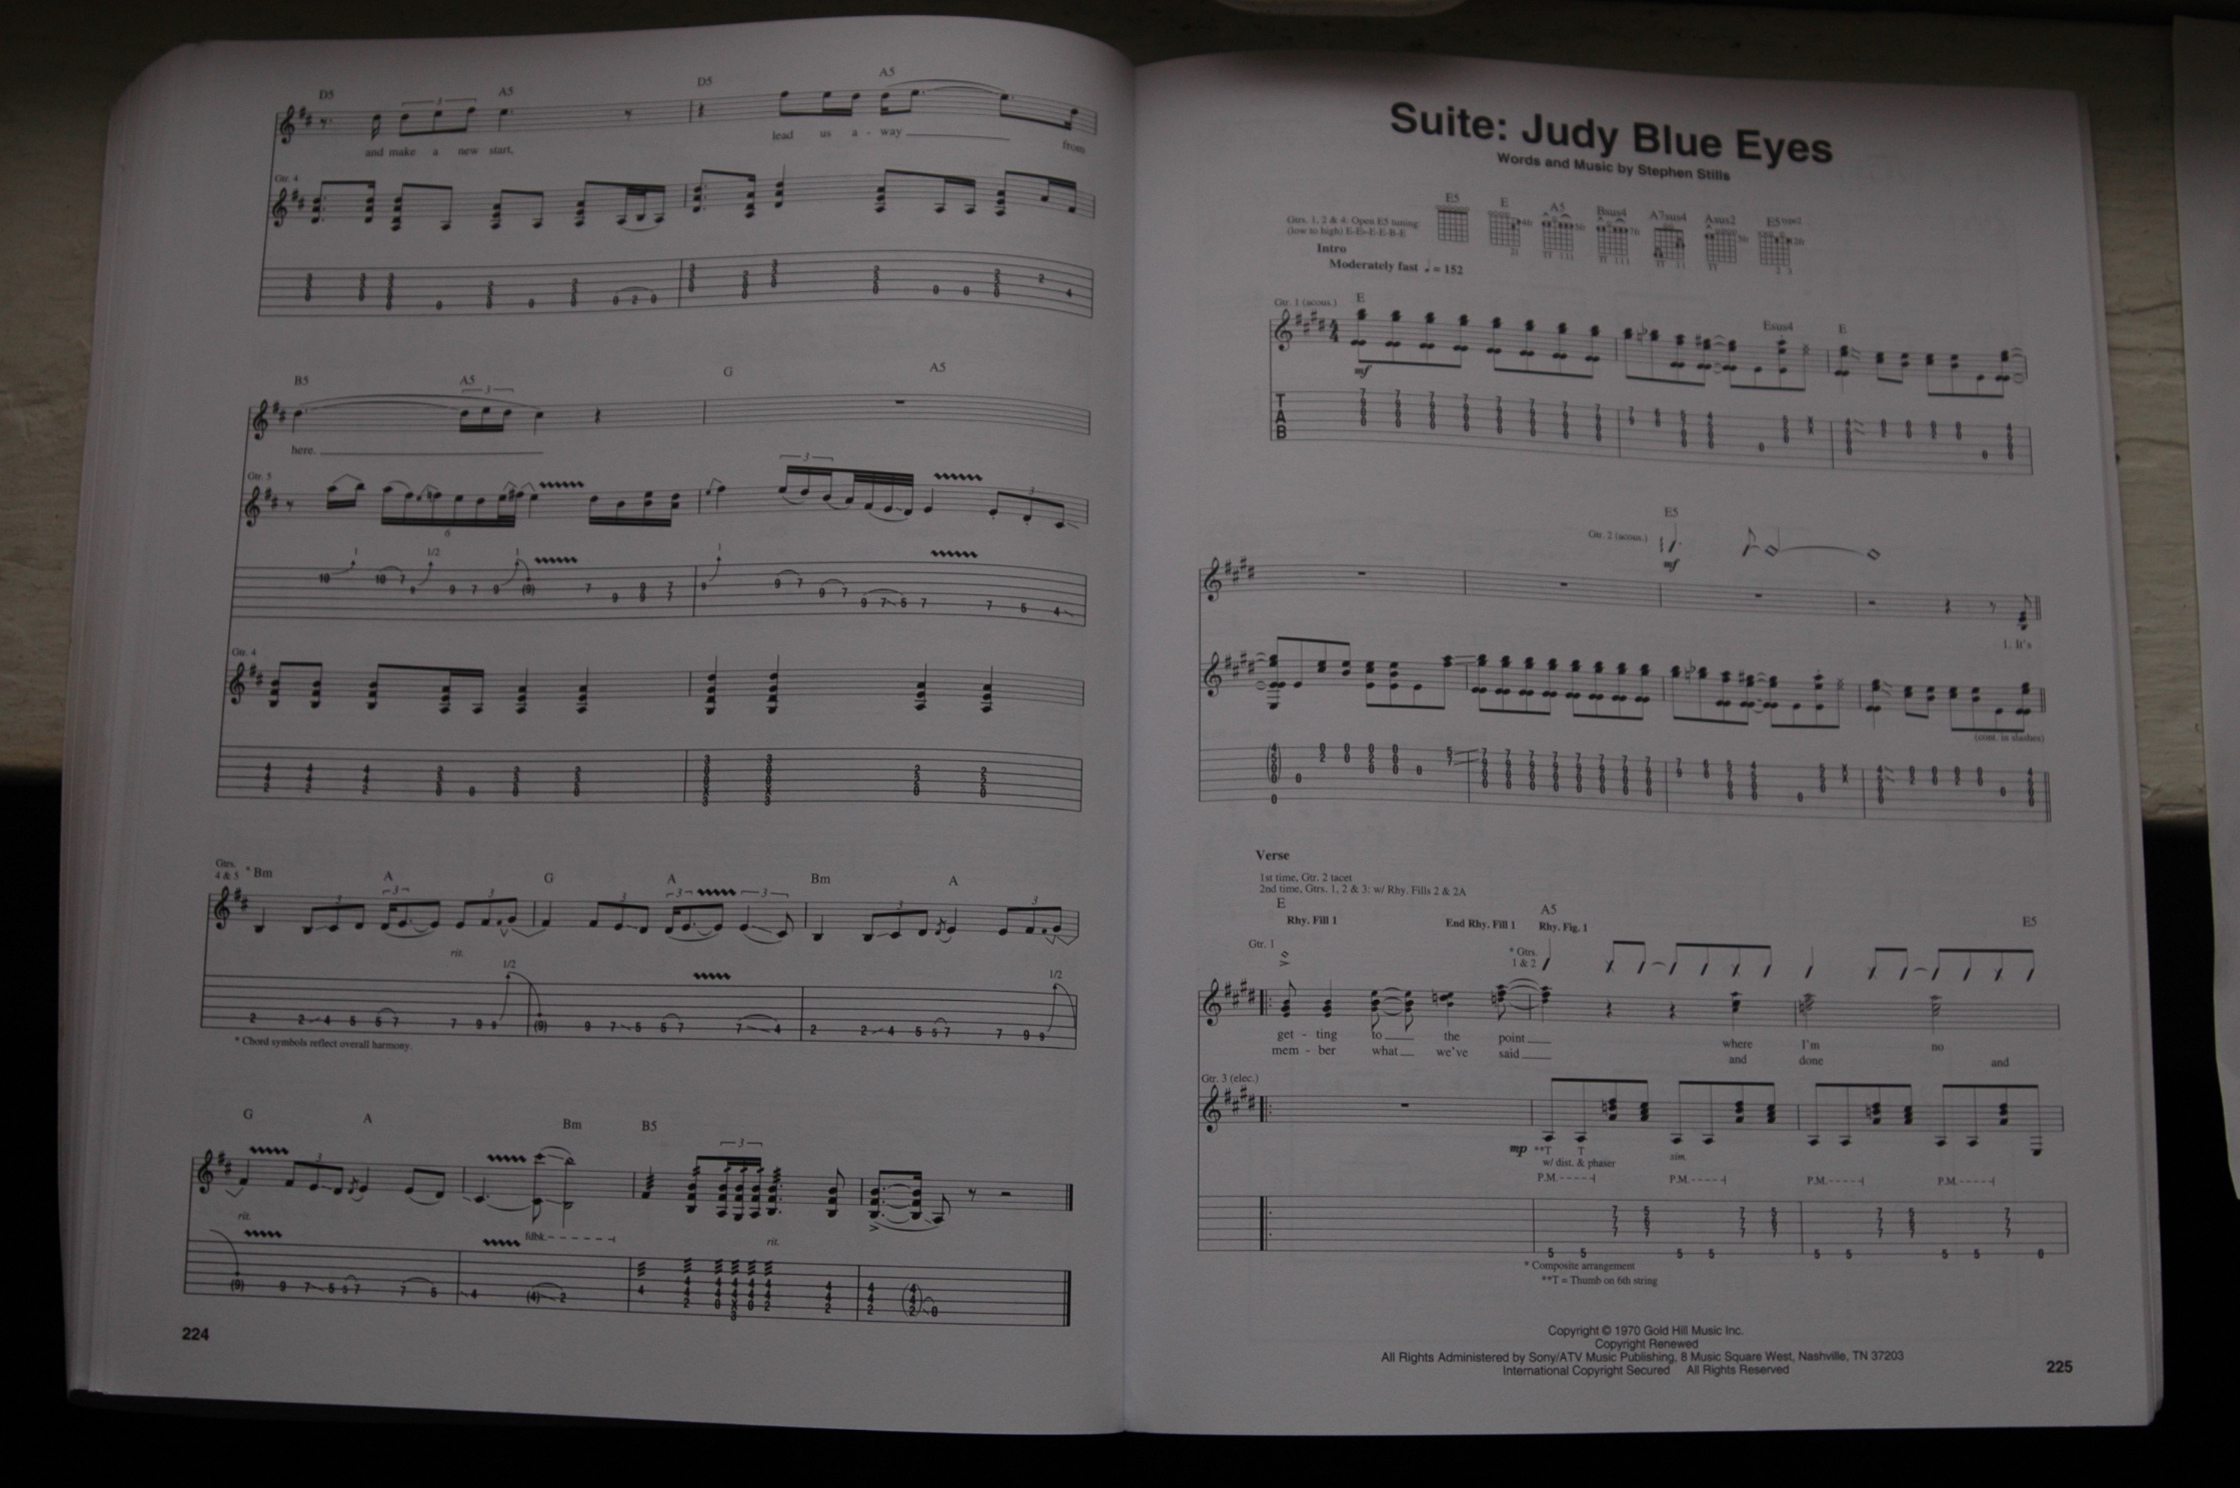 D5 A5 D5 A5
and make a new start, lead us a - way from
Gtr. 4
B5 A5 G A5
here.
Gtr. 5
Gtr. 4
Gtrs.
4 & 5 * Bm A G A Bm A
rit.
* Chord symbols reflect overall harmony.
G A Bm B5
rit.
fdbk.
rit.
224
Suite: Judy Blue Eyes
Words and Music by Stephen Stills
E5 E A5 Bsus4 A7sus4 Asus2
Gtrs. 1, 2 & 4: Open E5 tuning:
(low to high) E-E-E-E-B-E
Intro
Moderately fast ♩ = 152
Gtr. 1 (acous.) E Esus4 E
mf
T
A
B
E5
Gtr. 2 (acous.)
mf
1. It's
(cont. in slashes)
Verse
1st time, Gtr. 2 tacet
2nd time, Gtrs. 1, 2 & 3: w/ Rhy. Fills 2 & 2A
E A5 E5
Rhy. Fill 1 End Rhy. Fill 1 Rhy. Fig. 1
Gtr. 1 * Gtrs.
1 & 2
get - ting to the point where I'm no
mem - ber what we've said and done and
Gtr. 3 (elec.)
mp **T T sim.
w/ dist. & phaser
P.M. P.M. P.M. P.M.
* Composite arrangement
**T = Thumb on 6th string
Copyright © 1970 Gold Hill Music Inc.
Copyright Renewed
All Rights Administered by Sony/ATV Music Publishing, 8 Music Square West, Nashville, TN 37203
International Copyright Secured All Rights Reserved
225